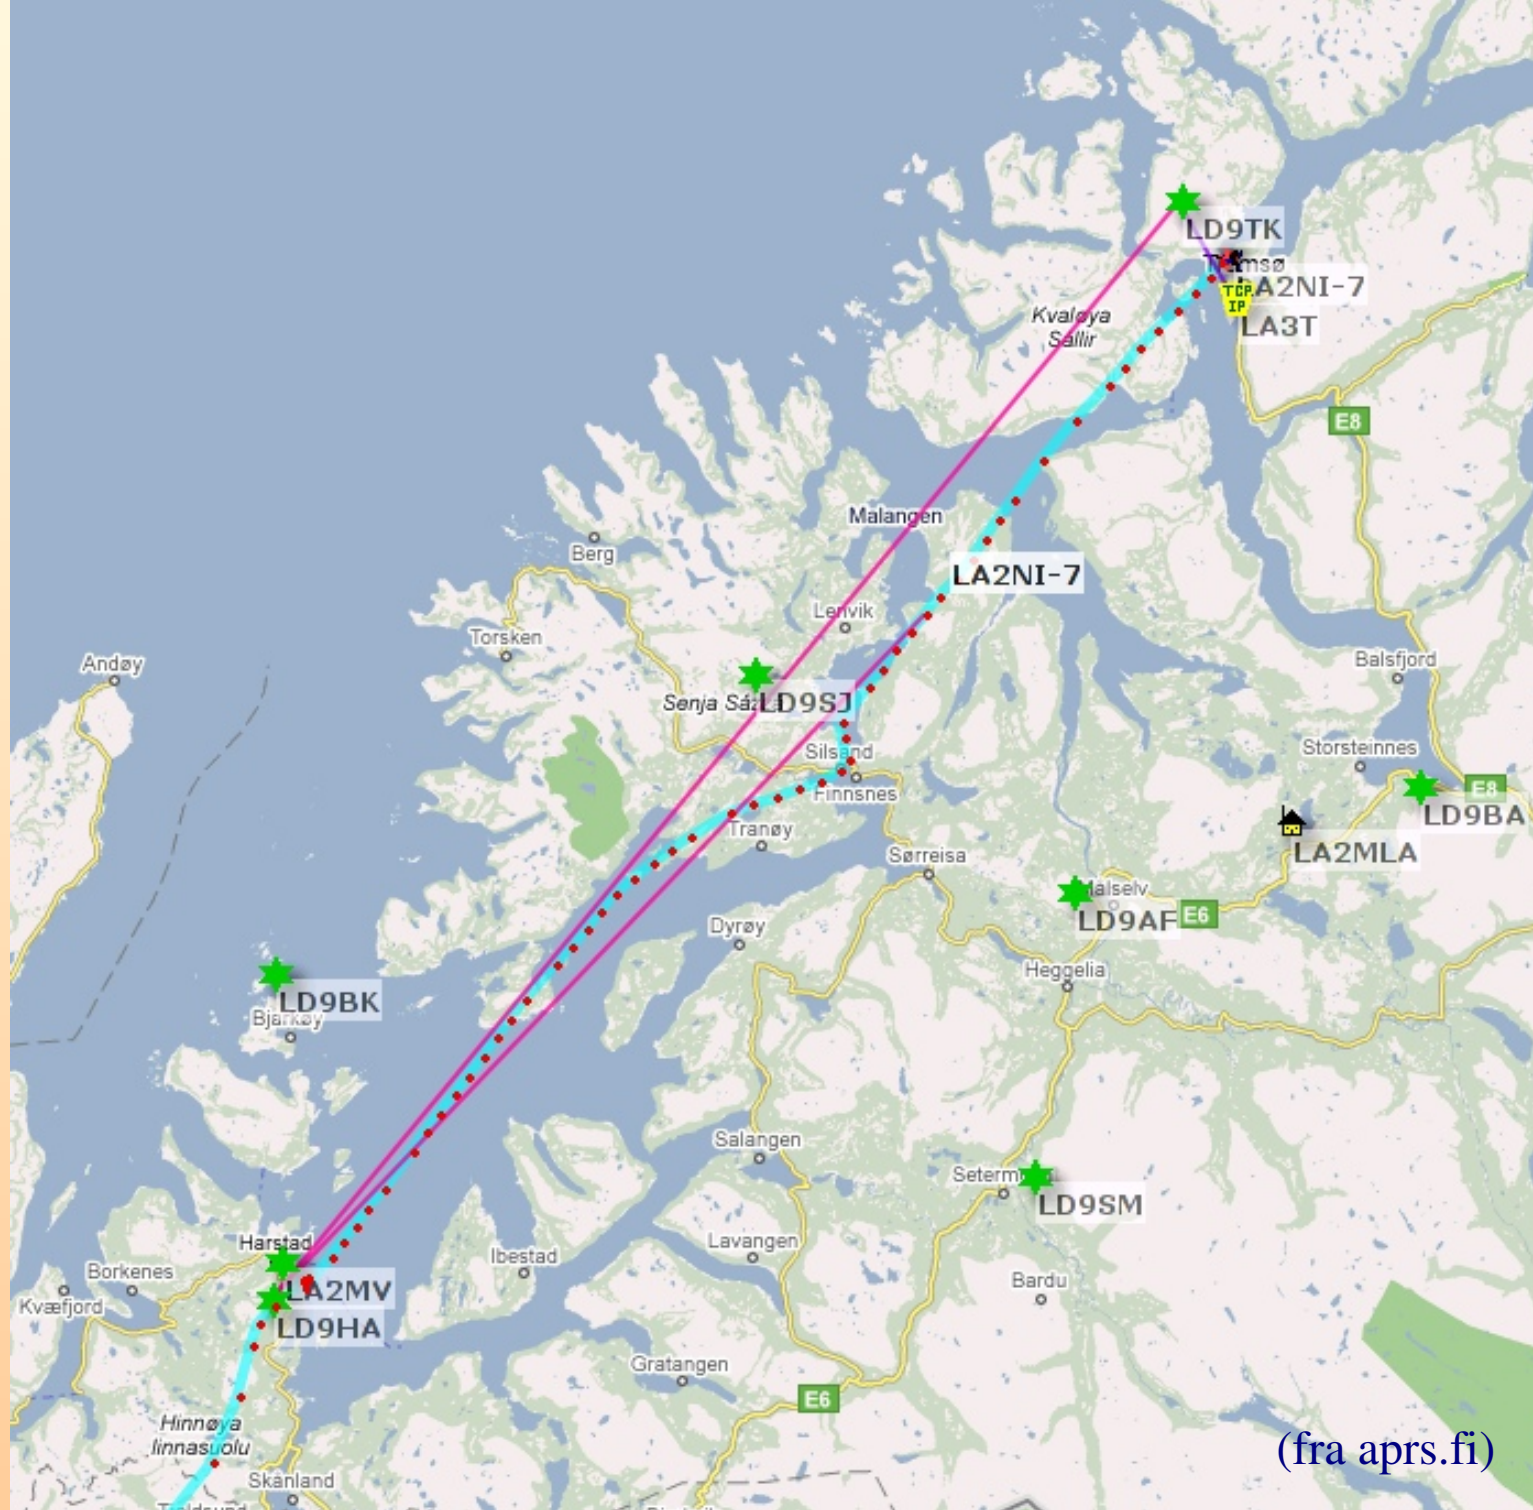 LD9TK
Tromsø
LA2NI-7
LA3T
Kvaløya
Sállir
E8
Malangen
Berg
LA2NI-7
Lenvik
Torsken
Andøy
Balsfjord
LD9SJ
Senja
Silsand
Storsteinnes
Finnsnes
E8
LD9BA
Tranøy
LA2MLA
Sørreisa
Målselv
LD9AF
E6
Dyrøy
Heggelia
LD9BK
Bjarkøy
Salangen
LD9SM
Harstad
Lavangen
Ibestad
Borkenes
Bardu
Kvæfjord
LA2MV
LD9HA
Gratangen
E6
Hinnøya
Iinnasuolu
(fra aprs.fi)
Skånland